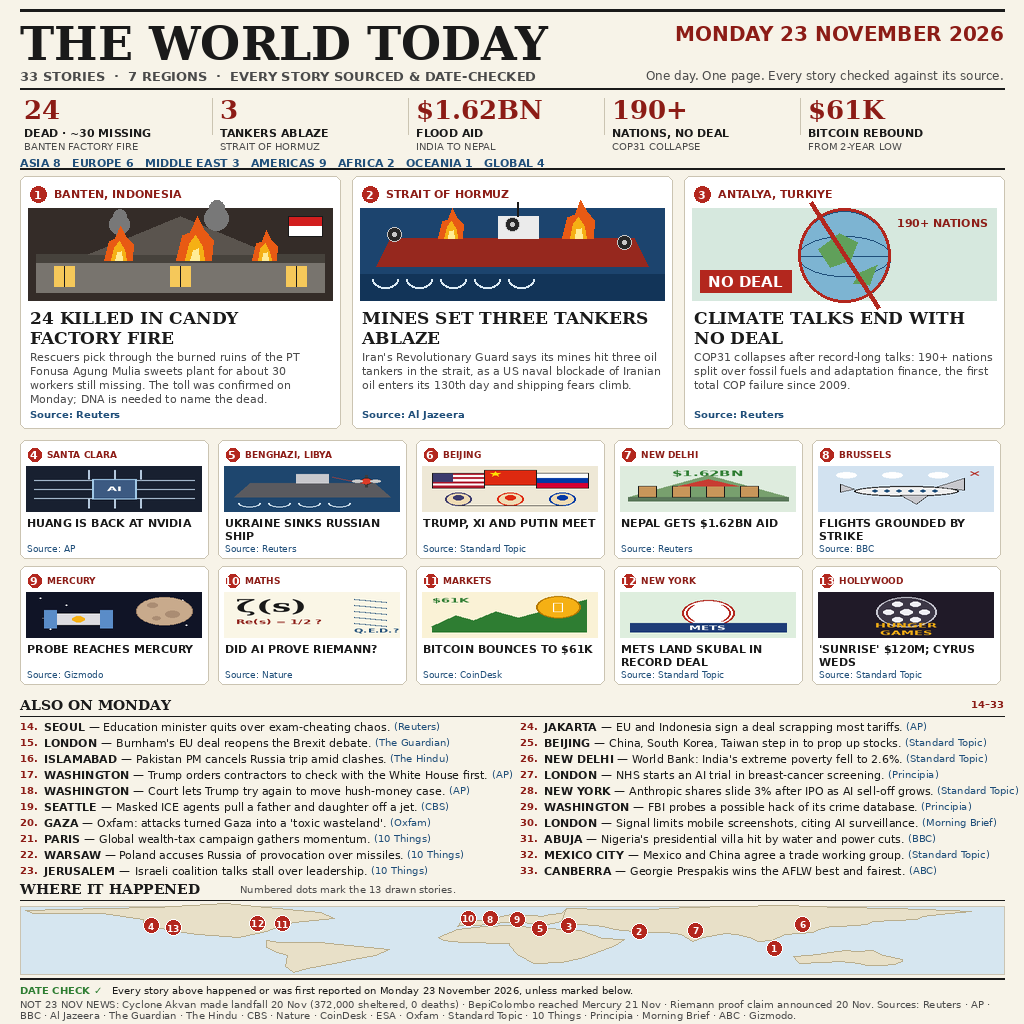 THE WORLD TODAY
MONDAY 23 NOVEMBER 2026
33 STORIES · 7 REGIONS · EVERY STORY SOURCED & DATE-CHECKED
One day. One page. Every story checked against its source.
24
DEAD · ~30 MISSING
BANTEN FACTORY FIRE
3
TANKERS ABLAZE
STRAIT OF HORMUZ
$1.62BN
FLOOD AID
INDIA TO NEPAL
190+
NATIONS, NO DEAL
COP31 COLLAPSE
$61K
BITCOIN REBOUND
FROM 2-YEAR LOW
ASIA 8 EUROPE 6 MIDDLE EAST 3 AMERICAS 9 AFRICA 2 OCEANIA 1 GLOBAL 4
1 BANTEN, INDONESIA
24 KILLED IN CANDY
FACTORY FIRE
Rescuers pick through the burned ruins of the PT
Fonusa Agung Mulia sweets plant for about 30
workers still missing. The toll was confirmed on
Monday; DNA is needed to name the dead.
Source: Reuters
2 STRAIT OF HORMUZ
MINES SET THREE TANKERS
ABLAZE
Iran's Revolutionary Guard says its mines hit three oil
tankers in the strait, as a US naval blockade of Iranian
oil enters its 130th day and shipping fears climb.
Source: Al Jazeera
3 ANTALYA, TURKIYE
190+ NATIONS
NO DEAL
CLIMATE TALKS END WITH
NO DEAL
COP31 collapses after record-long talks: 190+ nations
split over fossil fuels and adaptation finance, the first
total COP failure since 2009.
Source: Reuters
4 SANTA CLARA
AI
HUANG IS BACK AT NVIDIA
Source: AP
5 BENGHAZI, LIBYA
UKRAINE SINKS RUSSIAN
SHIP
Source: Reuters
6 BEIJING
TRUMP, XI AND PUTIN MEET
Source: Standard Topic
7 NEW DELHI
$1.62BN
NEPAL GETS $1.62BN AID
Source: Reuters
8 BRUSSELS
FLIGHTS GROUNDED BY
STRIKE
Source: BBC
9 MERCURY
PROBE REACHES MERCURY
Source: Gizmodo
10 MATHS
ζ(s)
Re(s) = 1/2 ?
Q.E.D.?
DID AI PROVE RIEMANN?
Source: Nature
11 MARKETS
$61K
BITCOIN BOUNCES TO $61K
Source: CoinDesk
12 NEW YORK
METS
METS LAND SKUBAL IN
RECORD DEAL
Source: Standard Topic
13 HOLLYWOOD
HUNGER
GAMES
'SUNRISE' $120M; CYRUS
WEDS
Source: Standard Topic
ALSO ON MONDAY
14–33
14. SEOUL — Education minister quits over exam-cheating chaos. (Reuters)
15. LONDON — Burnham's EU deal reopens the Brexit debate. (The Guardian)
16. ISLAMABAD — Pakistan PM cancels Russia trip amid clashes. (The Hindu)
17. WASHINGTON — Trump orders contractors to check with the White House first. (AP)
18. WASHINGTON — Court lets Trump try again to move hush-money case. (AP)
19. SEATTLE — Masked ICE agents pull a father and daughter off a jet. (CBS)
20. GAZA — Oxfam: attacks turned Gaza into a 'toxic wasteland'. (Oxfam)
21. PARIS — Global wealth-tax campaign gathers momentum. (10 Things)
22. WARSAW — Poland accuses Russia of provocation over missiles. (10 Things)
23. JERUSALEM — Israeli coalition talks stall over leadership. (10 Things)
24. JAKARTA — EU and Indonesia sign a deal scrapping most tariffs. (AP)
25. BEIJING — China, South Korea, Taiwan step in to prop up stocks. (Standard Topic)
26. NEW DELHI — World Bank: India's extreme poverty fell to 2.6%. (Standard Topic)
27. LONDON — NHS starts an AI trial in breast-cancer screening. (Principia)
28. NEW YORK — Anthropic shares slide 3% after IPO as AI sell-off grows. (Standard Topic)
29. WASHINGTON — FBI probes a possible hack of its crime database. (Principia)
30. LONDON — Signal limits mobile screenshots, citing AI surveillance. (Morning Brief)
31. ABUJA — Nigeria's presidential villa hit by water and power cuts. (BBC)
32. MEXICO CITY — Mexico and China agree a trade working group. (Standard Topic)
33. CANBERRA — Georgie Prespakis wins the AFLW best and fairest. (ABC)
WHERE IT HAPPENED
Numbered dots mark the 13 drawn stories.
4 13 12 11 10 8 9 5 3 2 7 6 1
DATE CHECK ✓ Every story above happened or was first reported on Monday 23 November 2026, unless marked below.
NOT 23 NOV NEWS: Cyclone Akvan made landfall 20 Nov (372,000 sheltered, 0 deaths) · BepiColombo reached Mercury 21 Nov · Riemann proof claim announced 20 Nov. Sources: Reuters · AP ·
BBC · Al Jazeera · The Guardian · The Hindu · CBS · Nature · CoinDesk · ESA · Oxfam · Standard Topic · 10 Things · Principia · Morning Brief · ABC · Gizmodo.